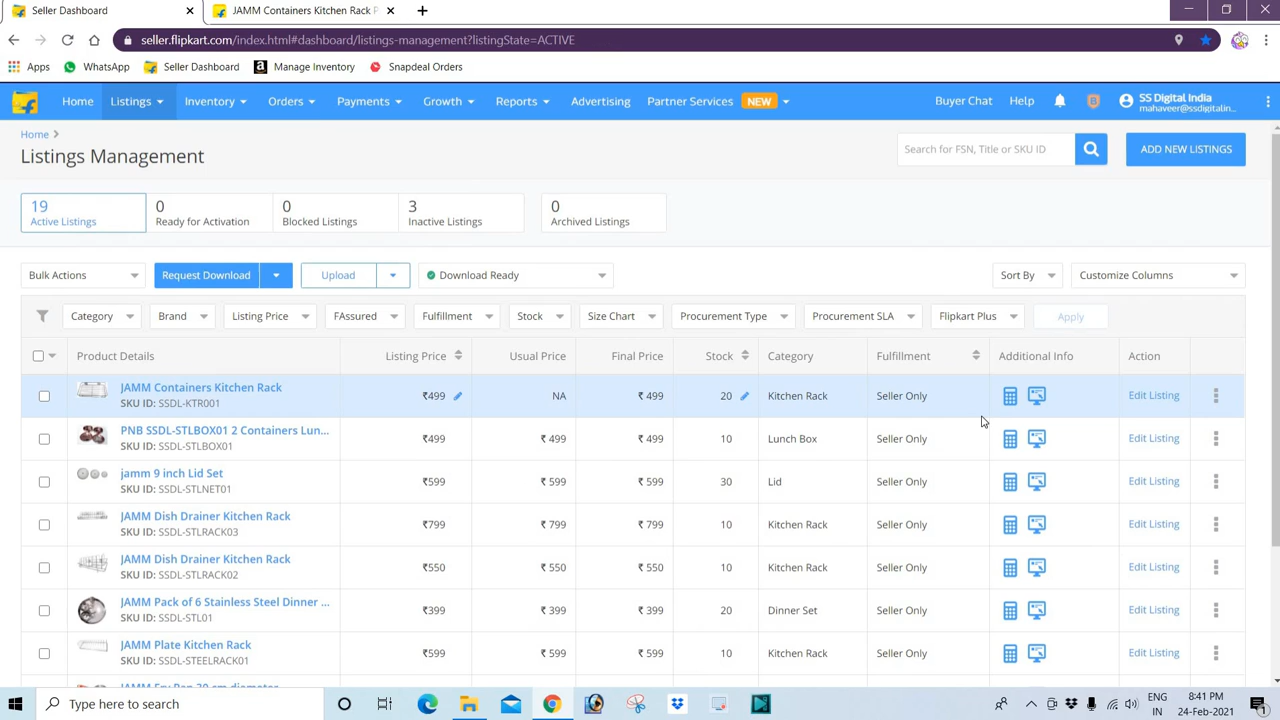 Seller Dashboard
JAMM Containers Kitchen Rack P
seller.flipkart.com/index.html#dashboard/listings-management?listingState=ACTIVE
Apps WhatsApp Seller Dashboard Manage Inventory Snapdeal Orders
Home Listings Inventory Orders Payments Growth Reports Advertising Partner Services NEW Buyer Chat Help SS Digital India
mahaveer@ssdigitalin...
Home
Listings Management
Search for FSN, Title or SKU ID
ADD NEW LISTINGS
19 0 0 3 0
Active Listings Ready for Activation Blocked Listings Inactive Listings Archived Listings
Bulk Actions Request Download Upload Download Ready Sort By Customize Columns
Category Brand Listing Price FAssured Fulfillment Stock Size Chart Procurement Type Procurement SLA Flipkart Plus Apply
Product Details Listing Price Usual Price Final Price Stock Category Fulfillment Additional Info Action
JAMM Containers Kitchen Rack
SKU ID: SSDL-KTR001
₹499 NA ₹ 499 20 Kitchen Rack Seller Only Edit Listing
PNB SSDL-STLBOX01 2 Containers Lun...
SKU ID: SSDL-STLBOX01
₹499 ₹ 499 ₹ 499 10 Lunch Box Seller Only Edit Listing
jamm 9 inch Lid Set
SKU ID: SSDL-STLNET01
₹599 ₹ 599 ₹ 599 30 Lid Seller Only Edit Listing
JAMM Dish Drainer Kitchen Rack
SKU ID: SSDL-STLRACK03
₹799 ₹ 799 ₹ 799 10 Kitchen Rack Seller Only Edit Listing
JAMM Dish Drainer Kitchen Rack
SKU ID: SSDL-STLRACK02
₹550 ₹ 550 ₹ 550 10 Kitchen Rack Seller Only Edit Listing
JAMM Pack of 6 Stainless Steel Dinner ...
SKU ID: SSDL-STL01
₹399 ₹ 399 ₹ 399 20 Dinner Set Seller Only Edit Listing
JAMM Plate Kitchen Rack
SKU ID: SSDL-STEELRACK01
₹599 ₹ 599 ₹ 599 10 Kitchen Rack Seller Only Edit Listing
JAMM Fry Pan 20 cm diameter
Type here to search
ENG
IN
8:41 PM
24-Feb-2021
1